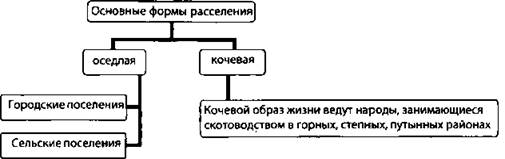 Основные формы расселения
оседлая
кочевая
Городские поселения
Кочевой образ жизни ведут народы, занимающиеся
скотоводством в горных, степных, путынных районах
Сельские поселения